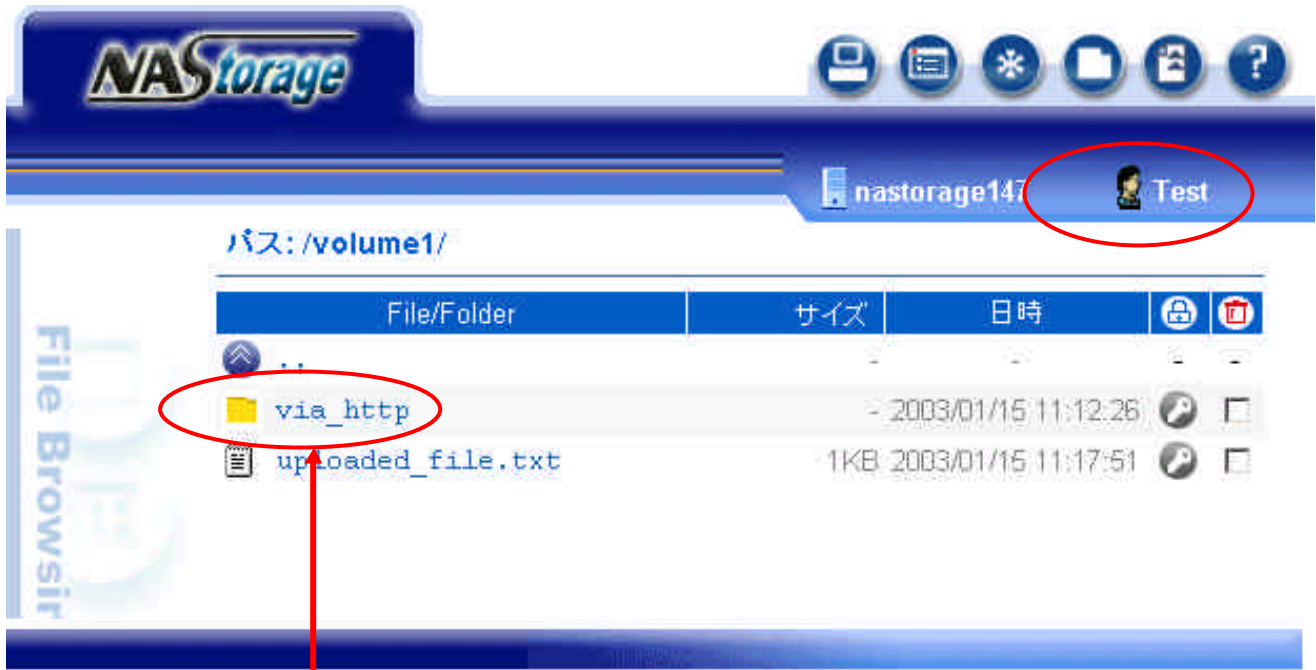 NAStorage
?
nastorage147 Test
パス: /volume1/
File/Folder サイズ 日時
.. - - - -
via_http - 2003/01/15 11:12:26
uploaded_file.txt 1KB 2003/01/15 11:17:51
File Browsin